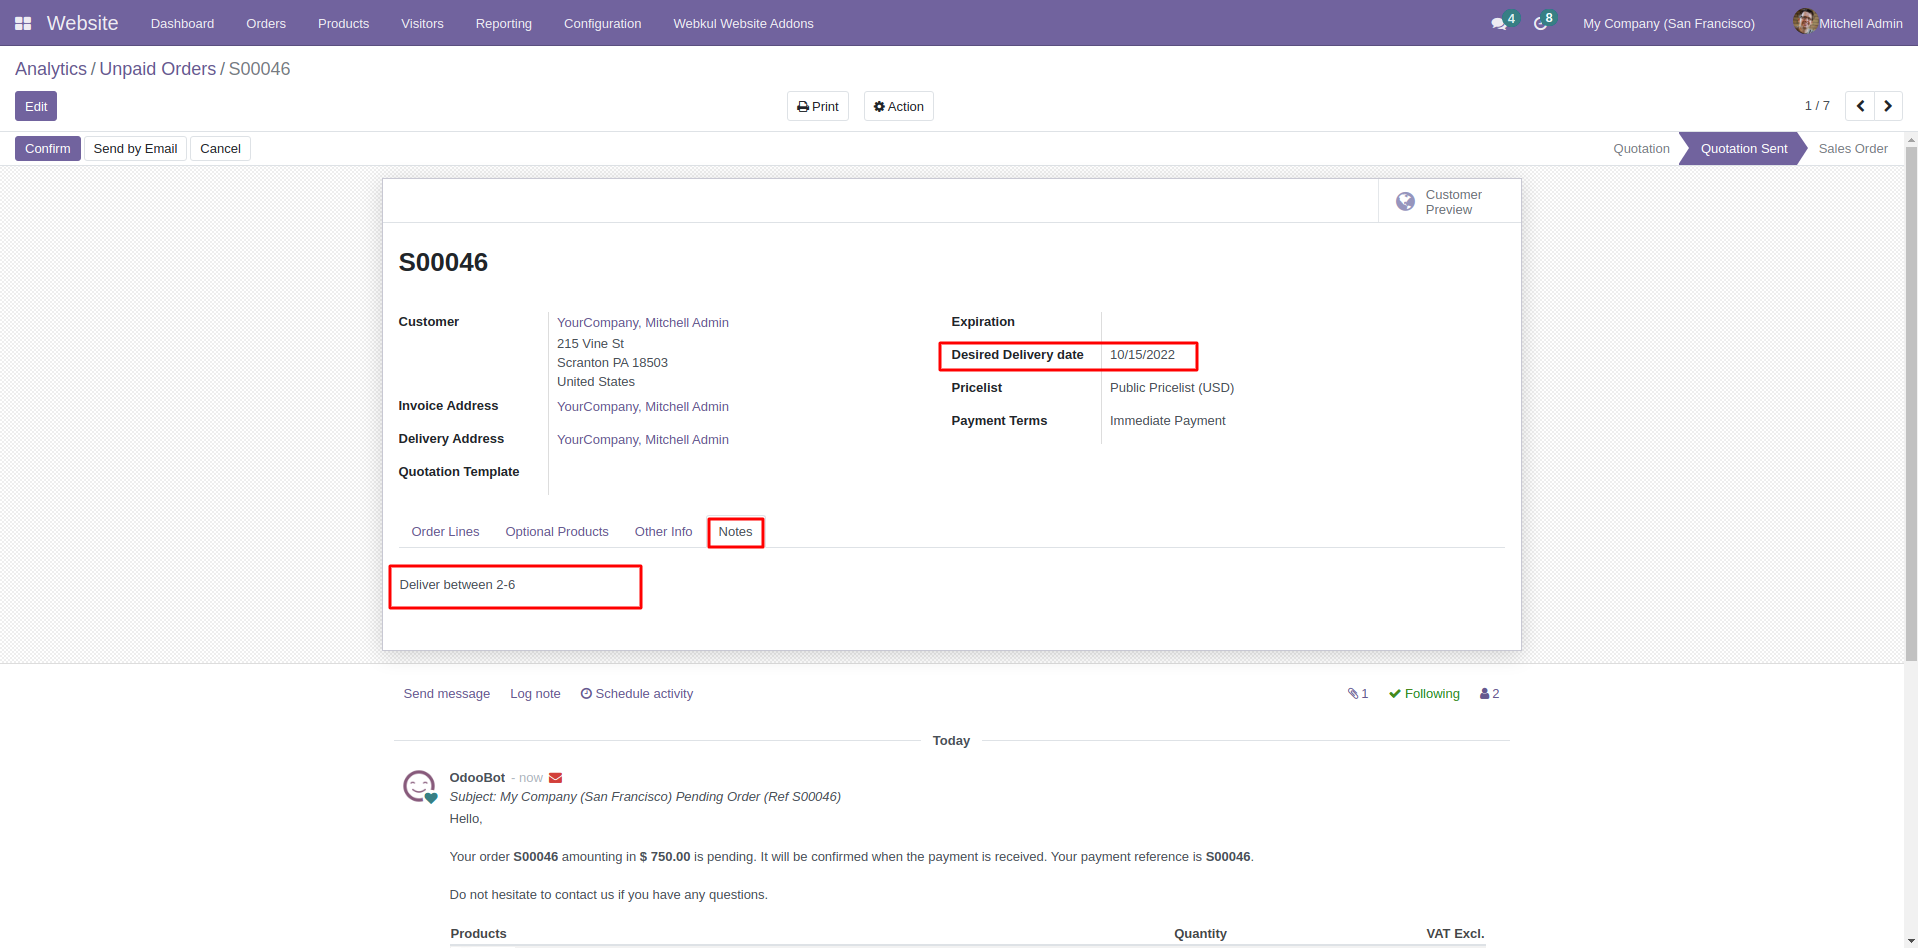 Website Dashboard Orders Products Visitors Reporting Configuration Webkul Website Addons 4 8 My Company (San Francisco) Mitchell Admin
Analytics / Unpaid Orders / S00046
Edit Print Action 1 / 7
Confirm Send by Email Cancel Quotation Quotation Sent Sales Order
Customer
Preview
S00046
Customer YourCompany, Mitchell Admin
215 Vine St
Scranton PA 18503
United States
Invoice Address YourCompany, Mitchell Admin
Delivery Address YourCompany, Mitchell Admin
Quotation Template
Expiration
Desired Delivery date 10/15/2022
Pricelist Public Pricelist (USD)
Payment Terms Immediate Payment
Order Lines Optional Products Other Info Notes
Deliver between 2-6
Send message Log note Schedule activity 1 Following 2
Today
OdooBot - now
Subject: My Company (San Francisco) Pending Order (Ref S00046)
Hello,
Your order S00046 amounting in $ 750.00 is pending. It will be confirmed when the payment is received. Your payment reference is S00046.
Do not hesitate to contact us if you have any questions.
Products Quantity VAT Excl.